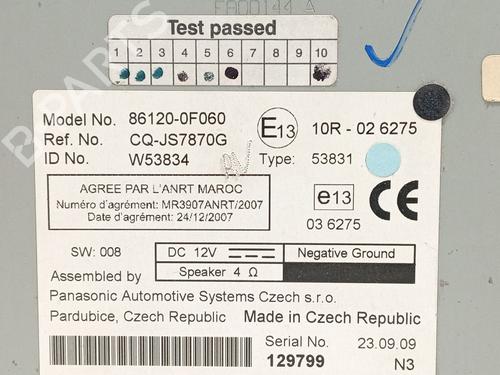 E800144 A
Test passed
1 2 3 4 5 6 7 8 9 10
Model No. 86120-0F060
Ref. No. CQ-JS7870G
ID No. W53834
E13 10R - 02 6275
Type: 53831
AGREE PAR L'ANRT MAROC
Numéro d'agrément: MR3907ANRT/2007
Date d'agrément: 24/12/2007
e13
03 6275
CE
SW: 008
DC 12V
Negative Ground
Speaker 4 Ω
Assembled by
Panasonic Automotive Systems Czech s.r.o.
Pardubice, Czech Republic Made in Czech Republic
Serial No. 23.09.09
129799 N3